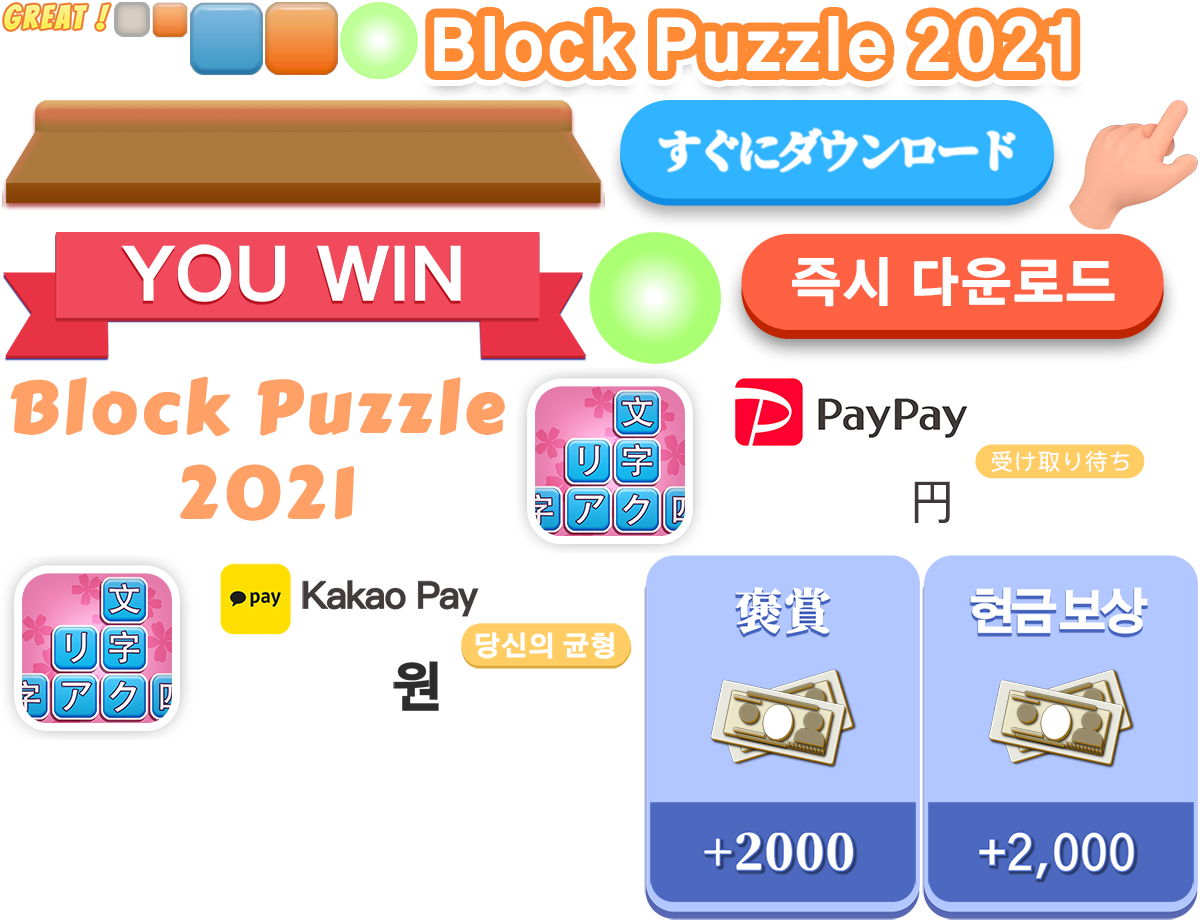 GREAT!
Block Puzzle 2021
すぐにダウンロード
YOU WIN
즉시 다운로드
Block Puzzle
2021
文
リ字
字アク四
PayPay
受け取り待ち
円
文
リ字
字アク四
pay
Kakao Pay
당신의 균형
원
褒賞
+2000
현금 보상
+2,000